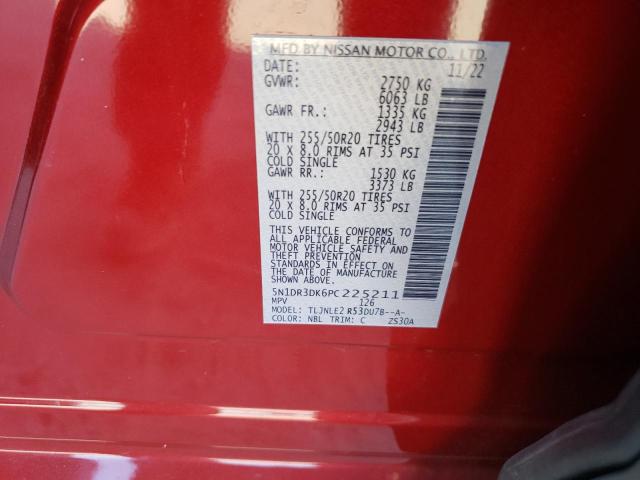 MFD. BY NISSAN MOTOR CO., LTD.
DATE: 11/22
GVWR: 2750 KG
6063 LB
GAWR FR.: 1335 KG
2943 LB
WITH 255/50R20 TIRES
20 X 8.0 RIMS AT 35 PSI
COLD SINGLE
GAWR RR.: 1530 KG
3373 LB
WITH 255/50R20 TIRES
20 X 8.0 RIMS AT 35 PSI
COLD SINGLE
THIS VEHICLE CONFORMS TO
ALL APPLICABLE FEDERAL
MOTOR VEHICLE SAFETY AND
THEFT PREVENTION
STANDARDS IN EFFECT ON
THE DATE OF MANUFACTURE
SHOWN ABOVE.
5N1DR3DK6PC225211
MPV 126
MODEL: TLJNLE2 R53DU7B--A-
COLOR: NBL TRIM: C ZS30A